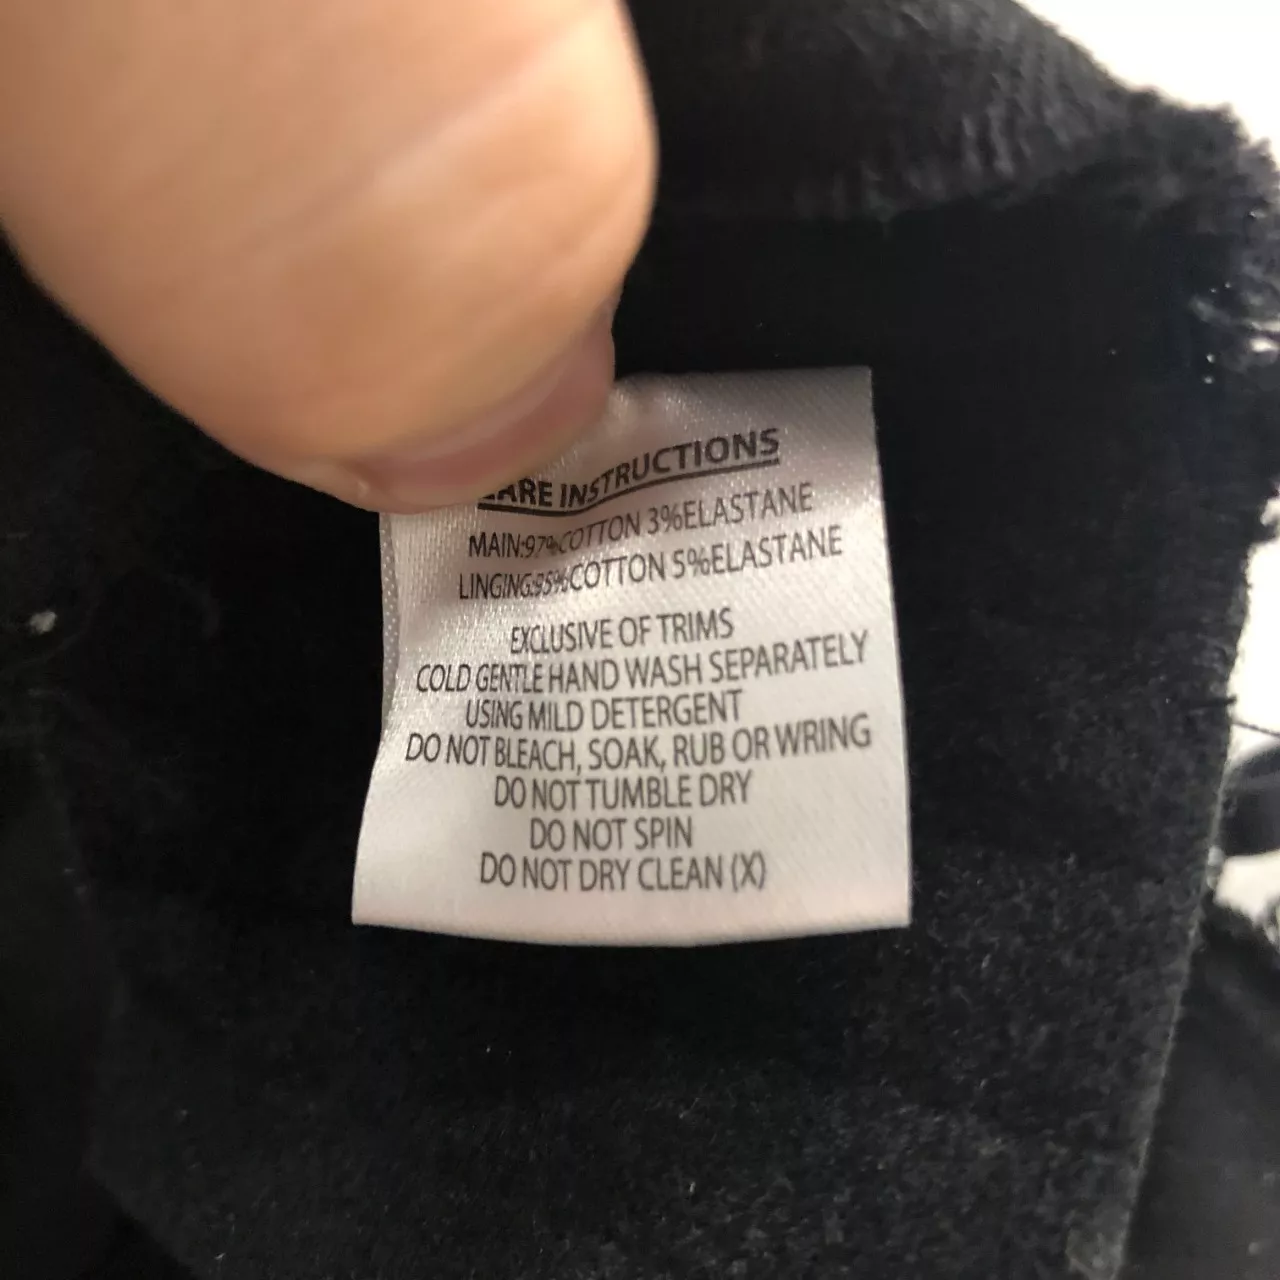 CARE INSTRUCTIONS
MAIN:97%COTTON 3%ELASTANE
LINGING:95%COTTON 5%ELASTANE
EXCLUSIVE OF TRIMS
COLD GENTLE HAND WASH SEPARATELY
USING MILD DETERGENT
DO NOT BLEACH, SOAK, RUB OR WRING
DO NOT TUMBLE DRY
DO NOT SPIN
DO NOT DRY CLEAN (X)